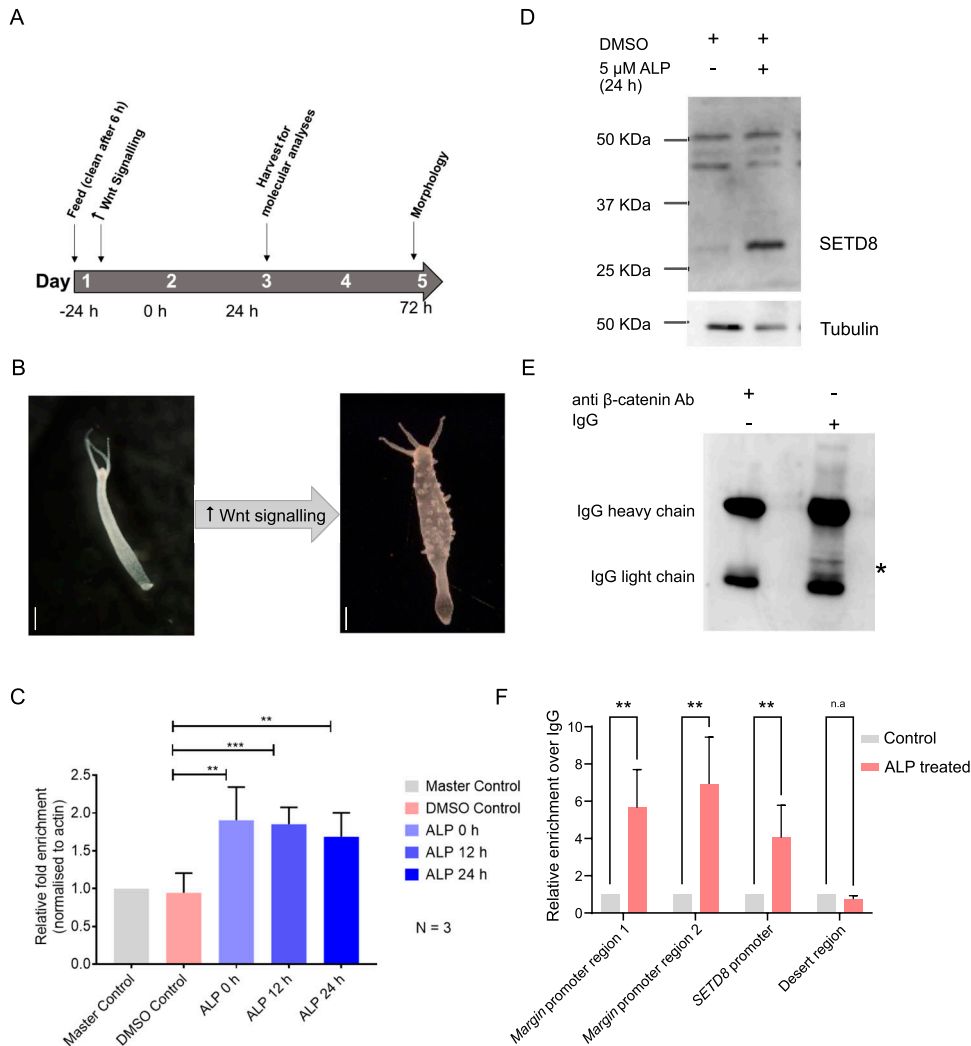 A
Feed (clean after 6 h)
↑ Wnt Signalling
Harvest for
molecular analyses
Morphology
Day 1 2 3 4 5
-24 h 0 h 24 h 72 h
B
↑ Wnt signalling
C
Relative fold enrichment
(normalised to actin)
2.5
2.0
1.5
1.0
0.5
0.0
**
***
**
Master Control
DMSO Control
ALP 0 h
ALP 12 h
ALP 24 h
Master Control
DMSO Control
ALP 0 h
ALP 12 h
ALP 24 h
N = 3
D
DMSO + +
5 μM ALP - +
(24 h)
50 KDa
37 KDa
25 KDa
SETD8
50 KDa
Tubulin
E
anti β-catenin Ab + -
IgG - +
IgG heavy chain
IgG light chain
*
F
Relative enrichment over IgG
10
8
6
4
2
0
** ** ** n.a
Control
ALP treated
Margin promoter region 1
Margin promoter region 2
SETD8 promoter
Desert region